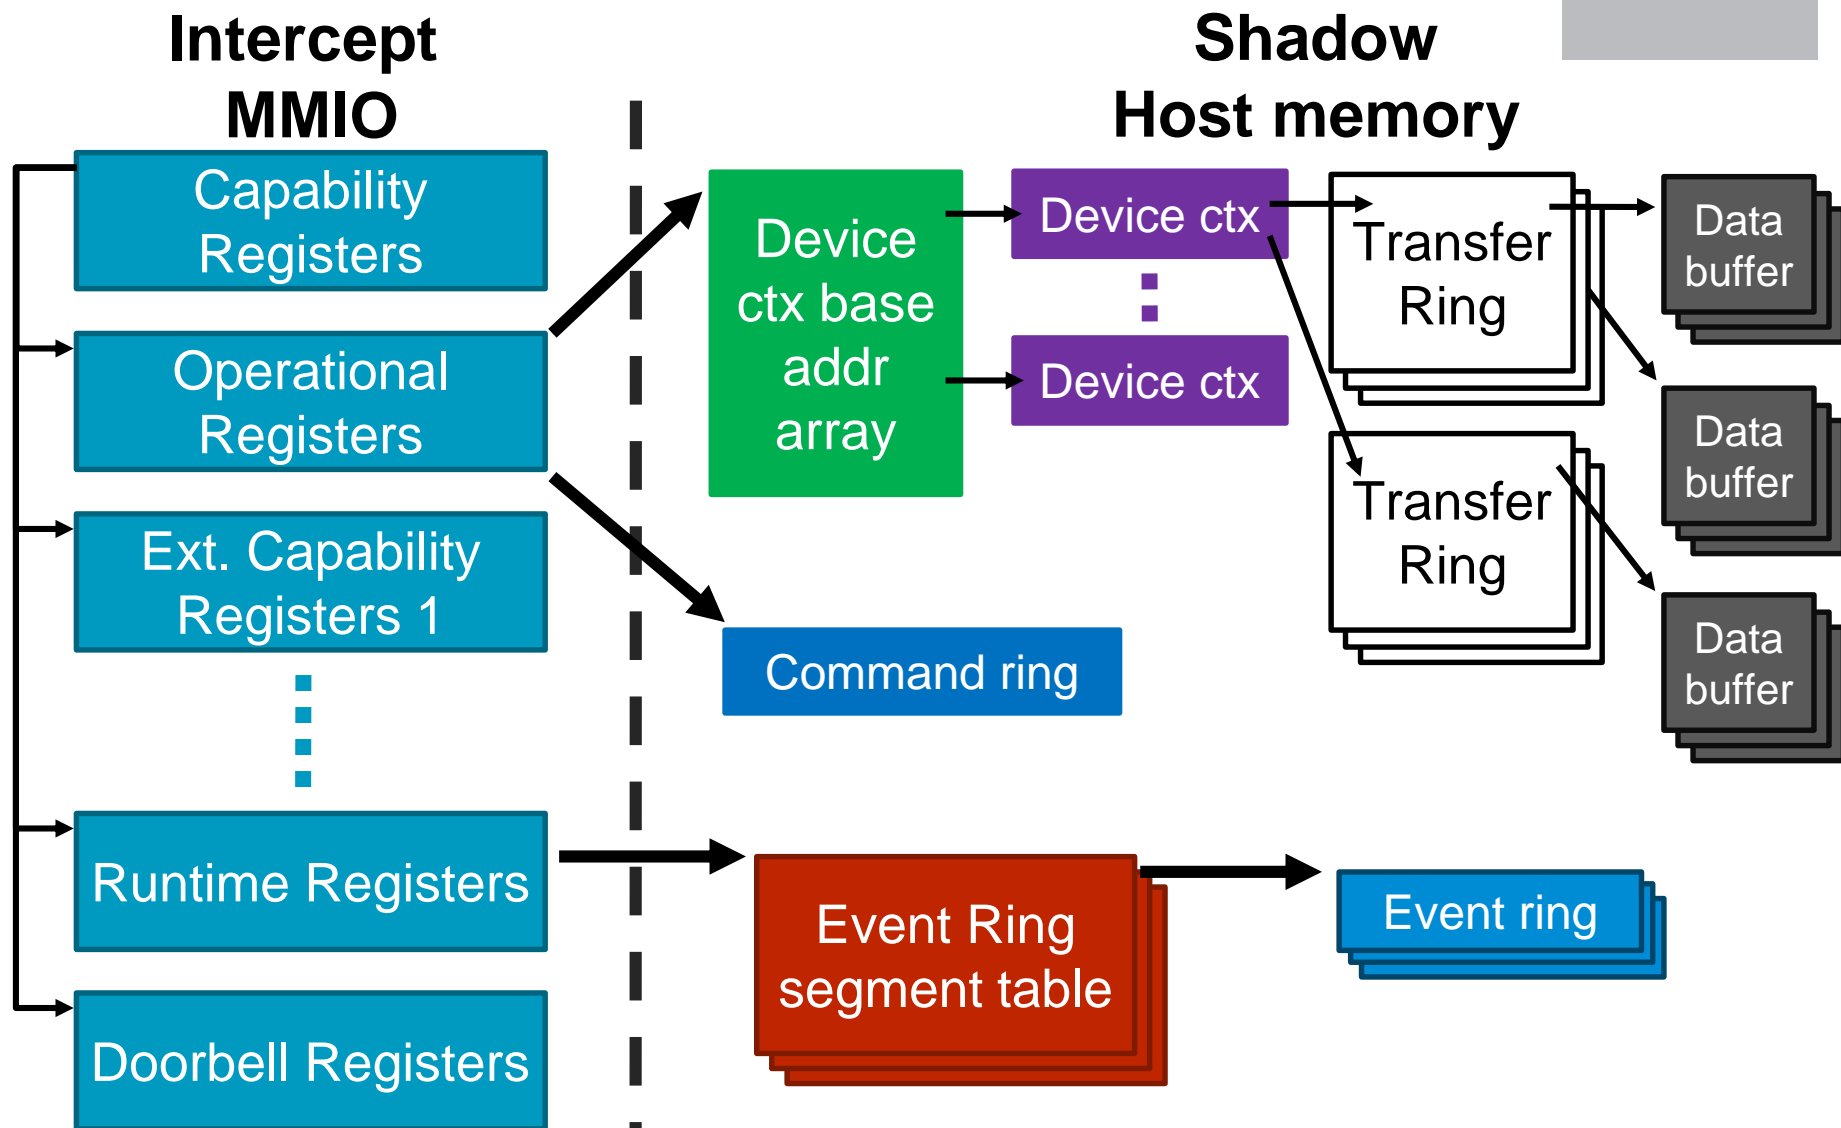 Intercept
MMIO
Shadow
Host memory
Capability
Registers
Operational
Registers
Ext. Capability
Registers 1
Runtime Registers
Doorbell Registers
Device
ctx base
addr
array
Device ctx
Device ctx
Transfer
Ring
Transfer
Ring
Data
buffer
Data
buffer
Data
buffer
Command ring
Event Ring
segment table
Event ring